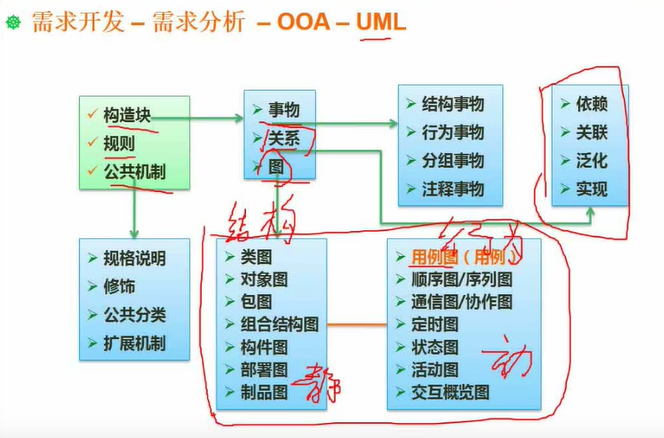 需求开发 – 需求分析 – OOA – UML
构造块
规则
公共机制
事物
关系
图
结构事物
行为事物
分组事物
注释事物
依赖
关联
泛化
实现
规格说明
修饰
公共分类
扩展机制
结构
类图
对象图
包图
组合结构图
构件图
部署图
制品图
静
行为
用例图（用例）
顺序图/序列图
通信图/协作图
定时图
状态图
活动图
交互概览图
动